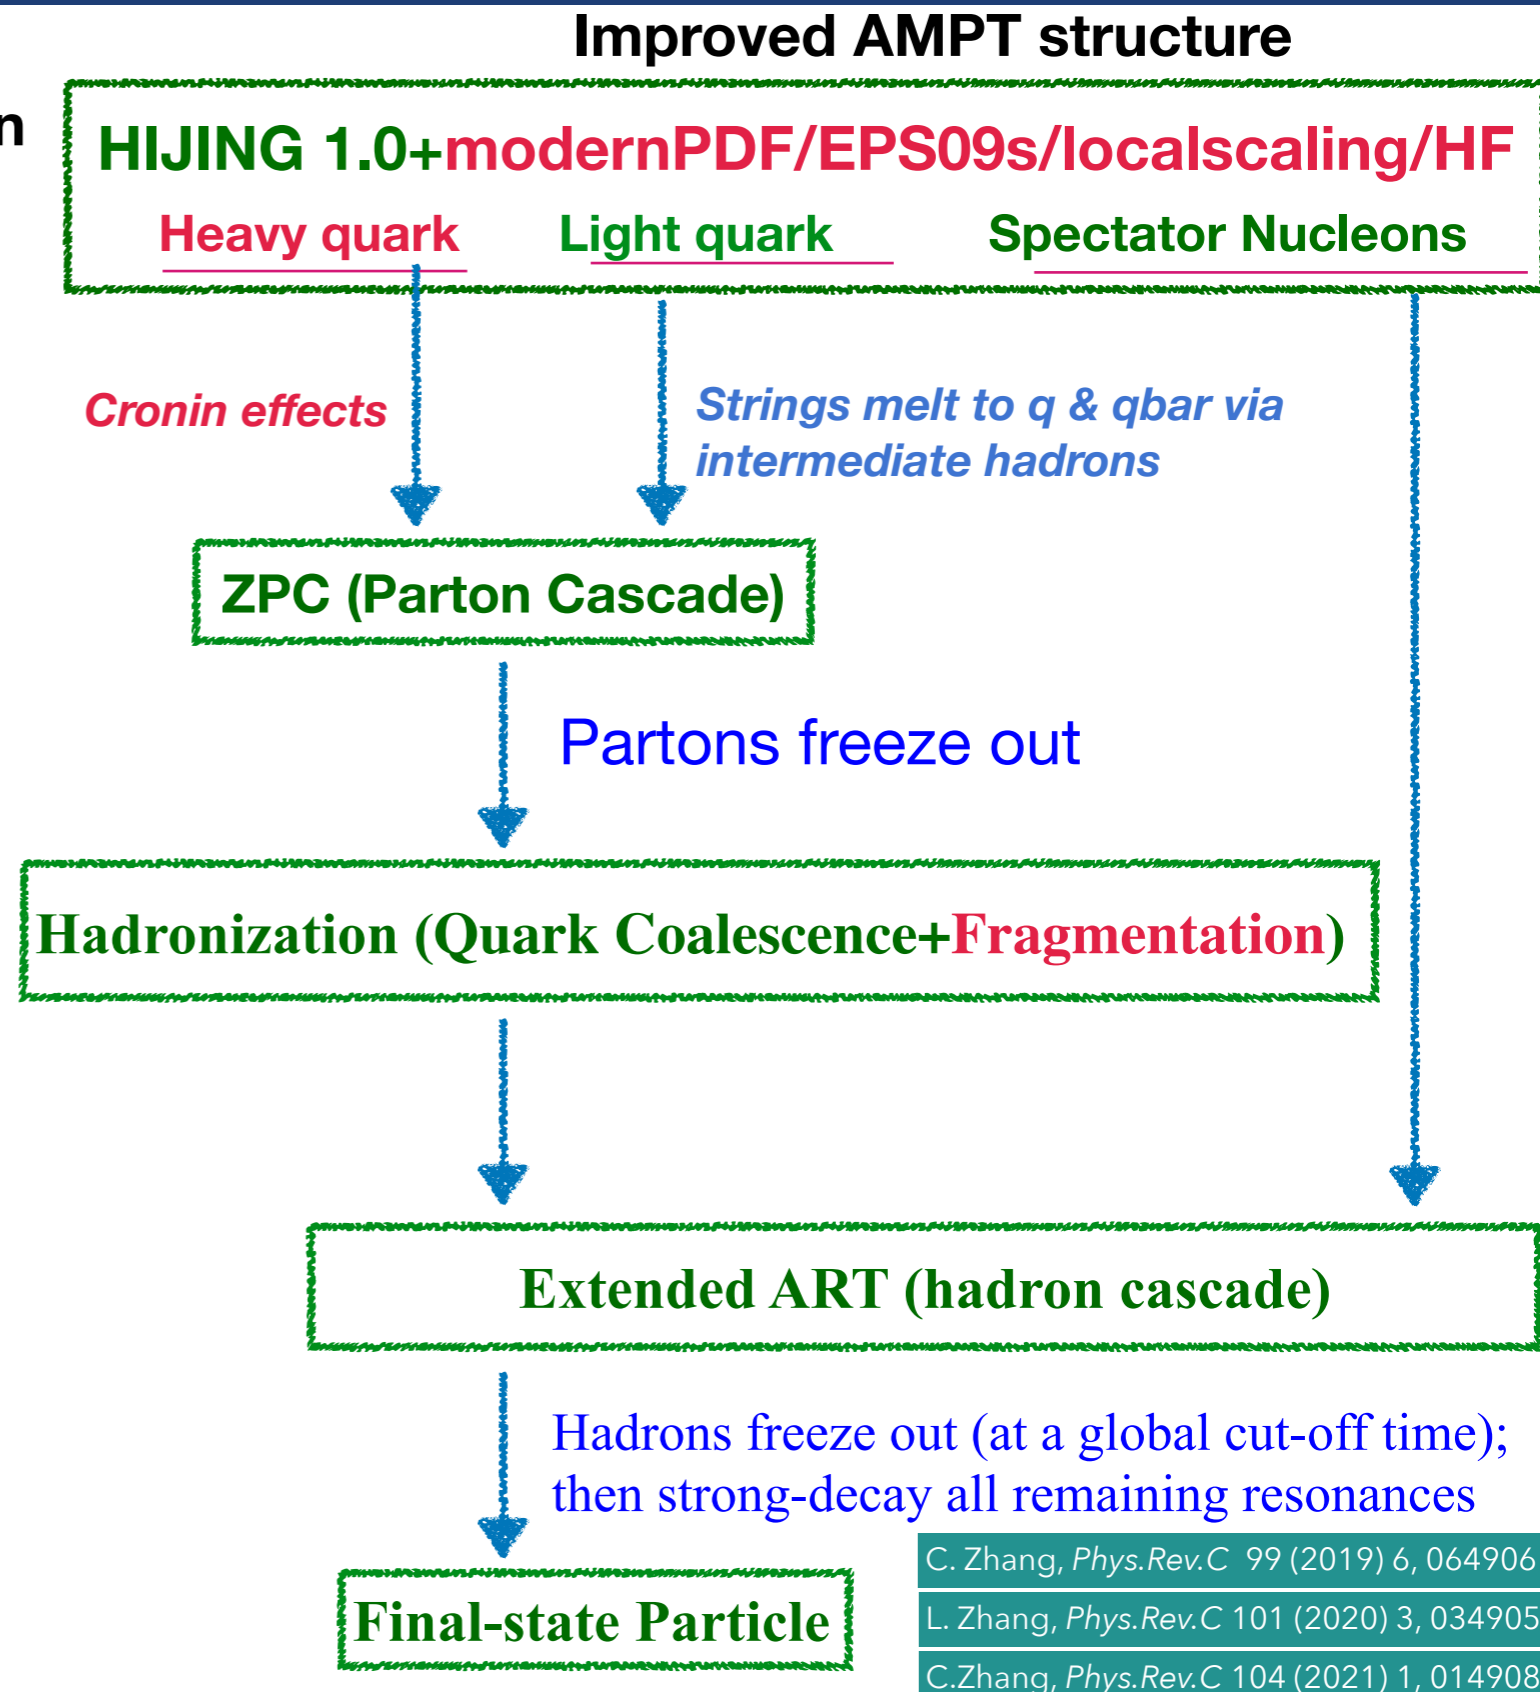 Improved AMPT structure
n
HIJING 1.0+modernPDF/EPS09s/localscaling/HF
Heavy quark Light quark Spectator Nucleons
Cronin effects
Strings melt to q & qbar via
intermediate hadrons
ZPC (Parton Cascade)
Partons freeze out
Hadronization (Quark Coalescence+Fragmentation)
Extended ART (hadron cascade)
Hadrons freeze out (at a global cut-off time);
then strong-decay all remaining resonances
Final-state Particle
C. Zhang, Phys.Rev.C 99 (2019) 6, 064906
L. Zhang, Phys.Rev.C 101 (2020) 3, 034905
C.Zhang, Phys.Rev.C 104 (2021) 1, 014908